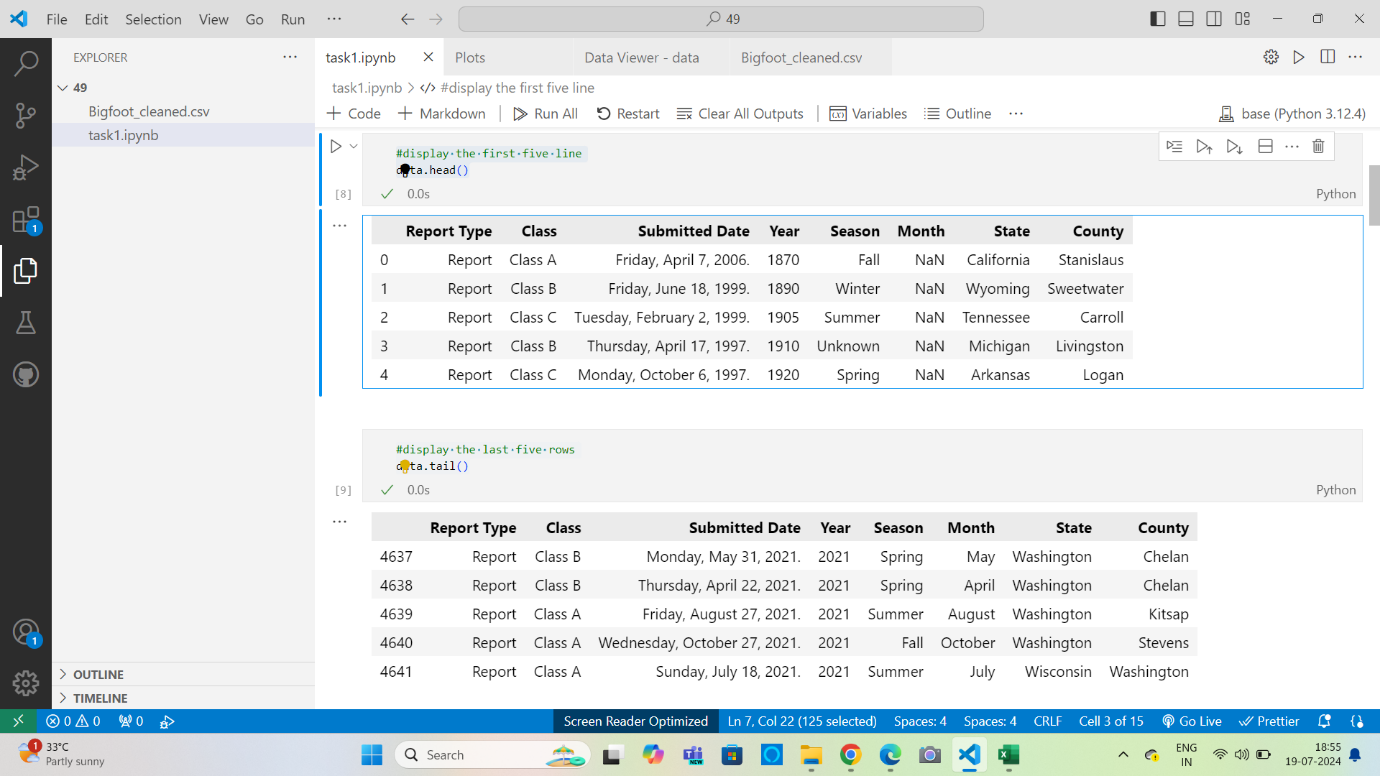 File Edit Selection View Go Run ··· 49
EXPLORER ···
49
Bigfoot_cleaned.csv
task1.ipynb
OUTLINE
TIMELINE
task1.ipynb Plots Data Viewer - data Bigfoot_cleaned.csv
task1.ipynb > #display the first five line
Code Markdown Run All Restart Clear All Outputs Variables Outline ··· base (Python 3.12.4)
#display·the·first·five·line
data.head()
[8] 0.0s Python
Report Type Class Submitted Date Year Season Month State County
0 Report Class A Friday, April 7, 2006. 1870 Fall NaN California Stanislaus
1 Report Class B Friday, June 18, 1999. 1890 Winter NaN Wyoming Sweetwater
2 Report Class C Tuesday, February 2, 1999. 1905 Summer NaN Tennessee Carroll
3 Report Class B Thursday, April 17, 1997. 1910 Unknown NaN Michigan Livingston
4 Report Class C Monday, October 6, 1997. 1920 Spring NaN Arkansas Logan
#display·the·last·five·rows
data.tail()
[9] 0.0s Python
Report Type Class Submitted Date Year Season Month State County
4637 Report Class B Monday, May 31, 2021. 2021 Spring May Washington Chelan
4638 Report Class B Thursday, April 22, 2021. 2021 Spring April Washington Chelan
4639 Report Class A Friday, August 27, 2021. 2021 Summer August Washington Kitsap
4640 Report Class A Wednesday, October 27, 2021. 2021 Fall October Washington Stevens
4641 Report Class A Sunday, July 18, 2021. 2021 Summer July Wisconsin Washington
1
1
0 0 0 Screen Reader Optimized Ln 7, Col 22 (125 selected) Spaces: 4 Spaces: 4 CRLF Cell 3 of 15 Go Live Prettier
1 33°C
Partly sunny
Search
NEW
ENG
IN
18:55
19-07-2024